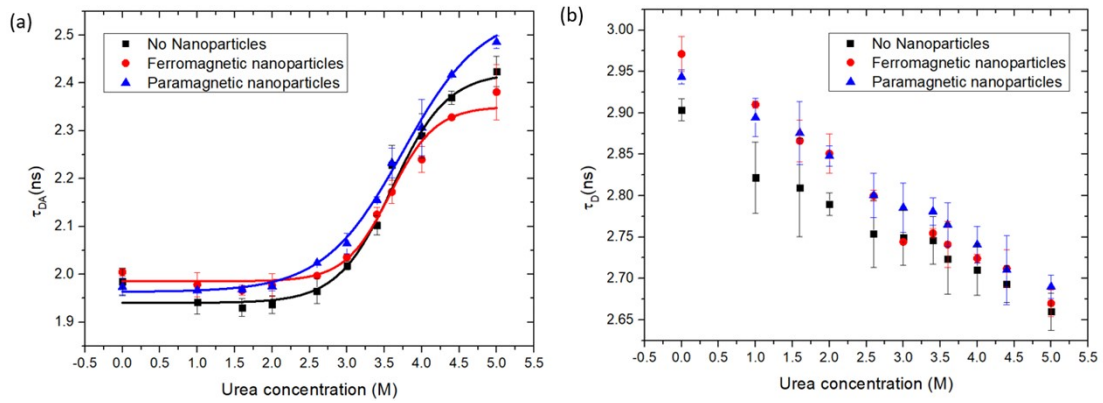 (a)
No Nanoparticles
Ferromagnetic nanoparticles
Paramagnetic nanoparticles
τDA(ns)
2.5
2.4
2.3
2.2
2.1
2.0
1.9
0.0 0.5 1.0 1.5 2.0 2.5 3.0 3.5 4.0 4.5 5.0 5.5
Urea concentration (M)
(b)
No Nanoparticles
Ferromagnetic nanoparticles
Paramagnetic nanoparticles
τD(ns)
3.00
2.95
2.90
2.85
2.80
2.75
2.70
2.65
0.0 0.5 1.0 1.5 2.0 2.5 3.0 3.5 4.0 4.5 5.0 5.5
Urea concentration (M)